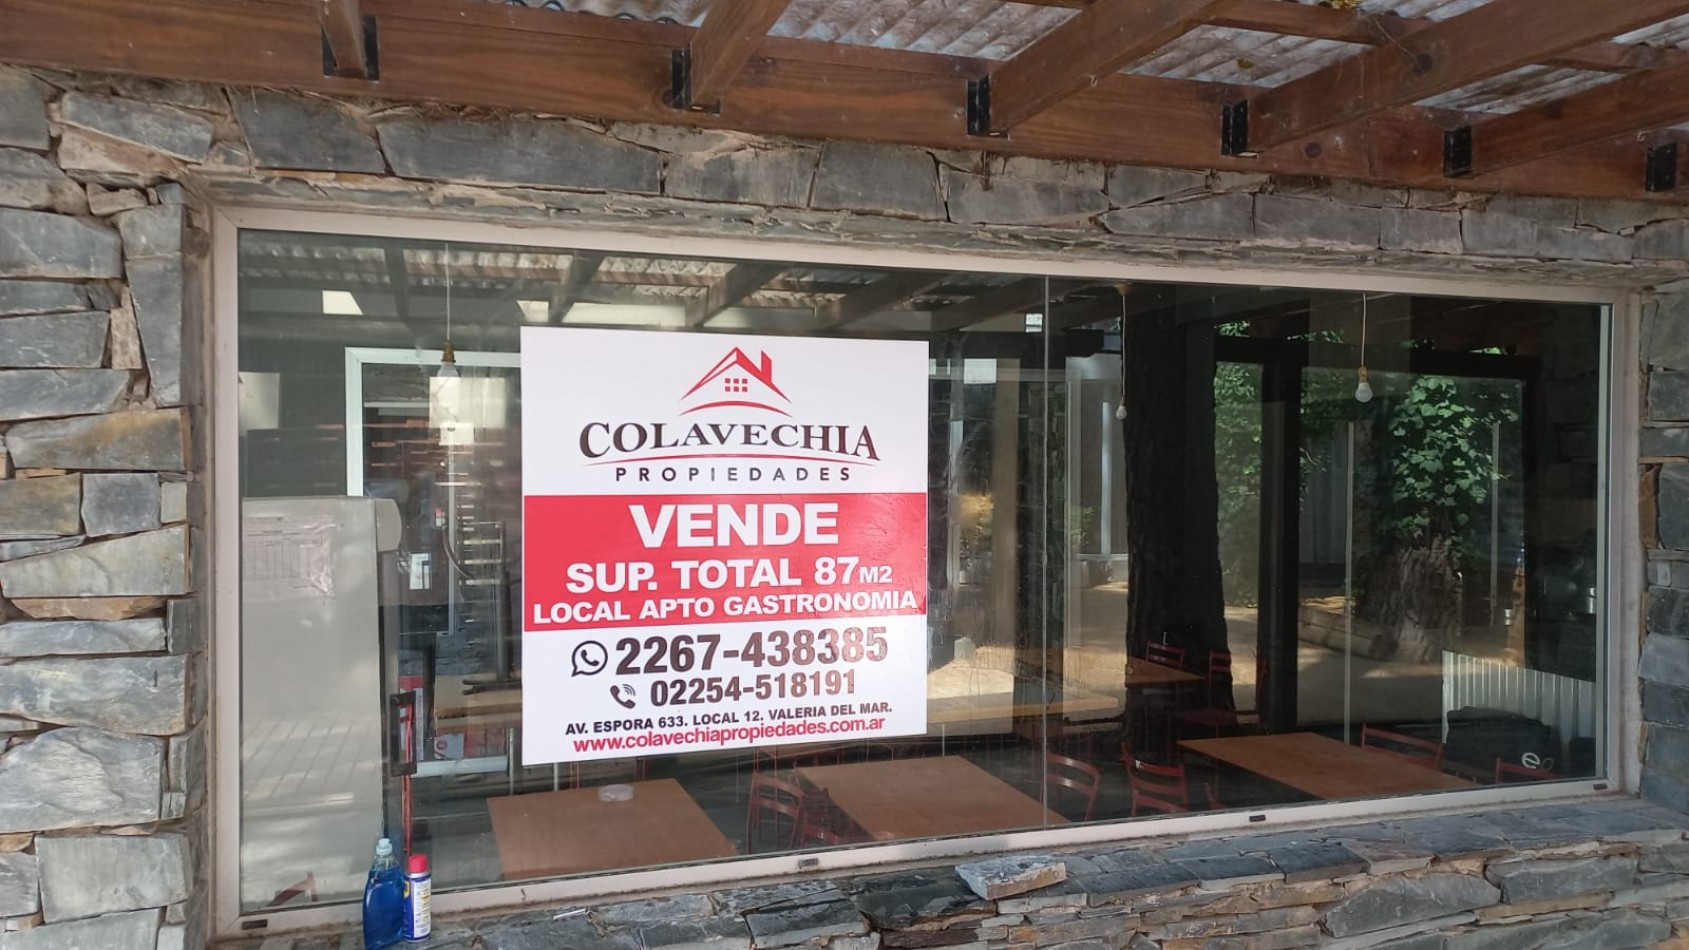 COLAVECHIA
PROPIEDADES
VENDE
SUP. TOTAL 87M2
LOCAL APTO GASTRONOMIA
2267-438385
02254-518191
AV. ESPORA 633. LOCAL 12. VALERIA DEL MAR.
www.colavechiapropiedades.com.ar